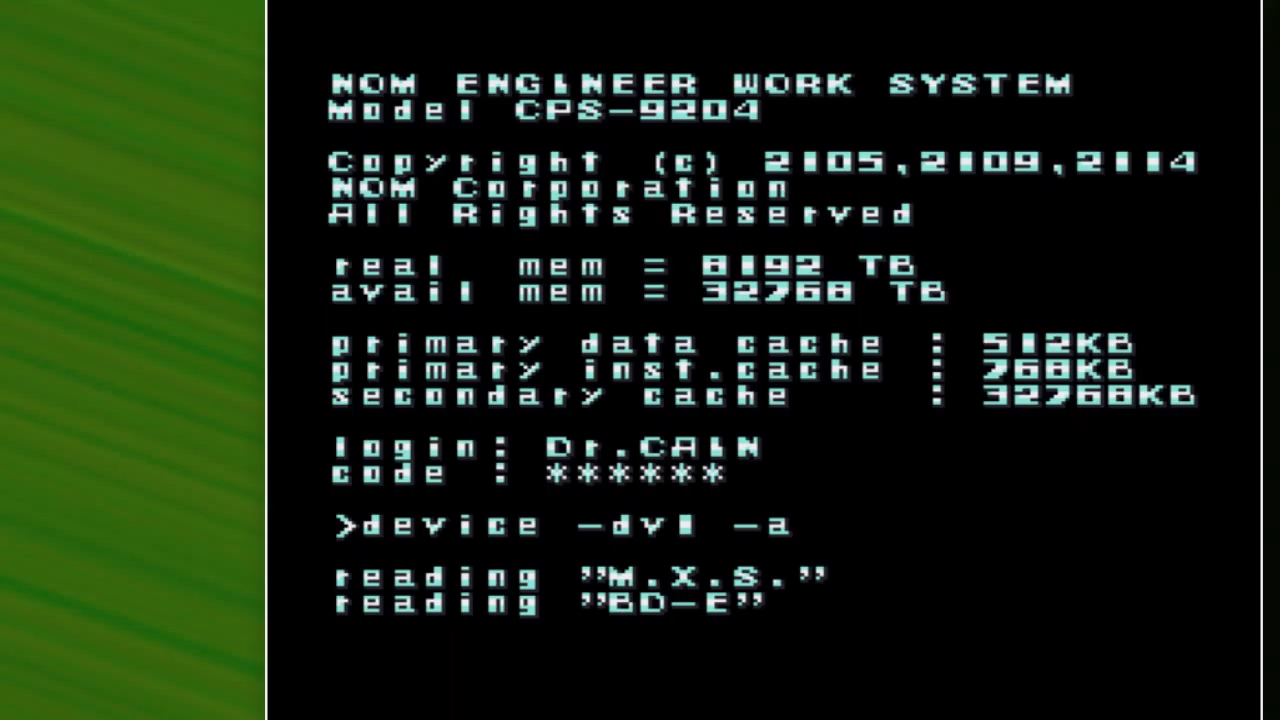 NOM ENGINEER WORK SYSTEM
Model CPS-9204
Copyright (c) 2105,2109,2114
NOM Corporation
All Rights Reserved
real mem = 8192 TB
avail mem = 32768 TB
primary data cache : 512KB
primary inst.cache : 768KB
secondary cache : 32768KB
login: Dr.CAIN
code : ******
>device -dvl -a
reading "M.X.S."
reading "BD-E"